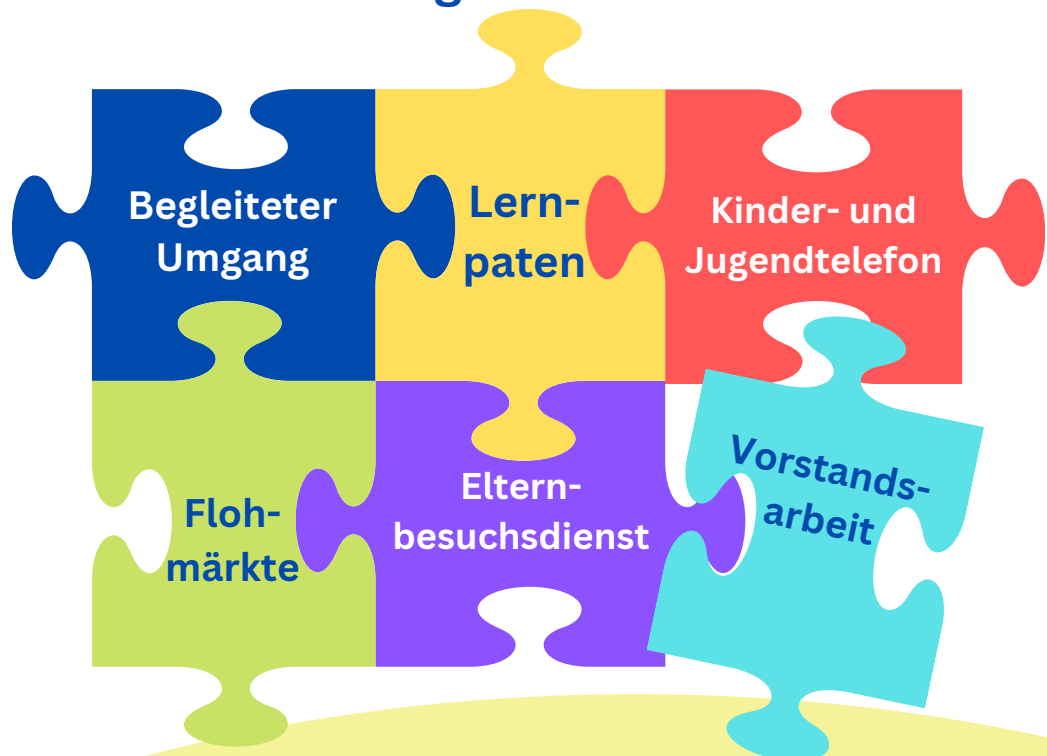 Begleiteter
Umgang
Lern-
paten
Kinder- und
Jugendtelefon
Floh-
märkte
Eltern-
besuchsdienst
Vorstands-
arbeit